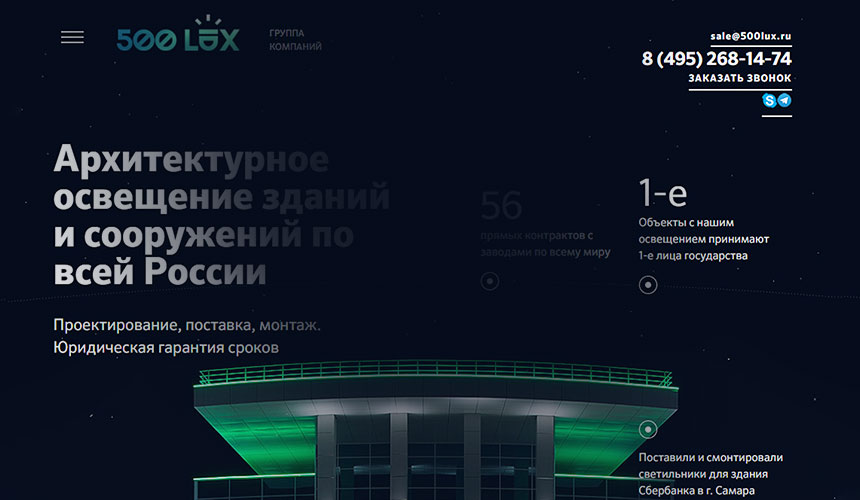 500 LUX
ГРУППА
КОМПАНИЙ
sale@500lux.ru
8 (495) 268-14-74
ЗАКАЗАТЬ ЗВОНОК
Архитектурное
освещение зданий
и сооружений по
всей России
Проектирование, поставка, монтаж.
Юридическая гарантия сроков
56
прямых контрактов с
заводами по всему миру
1-е
Объекты с нашим
освещением принимают
1-е лица государства
Поставили и смонтировали
светильники для здания
Сбербанка в г. Самара